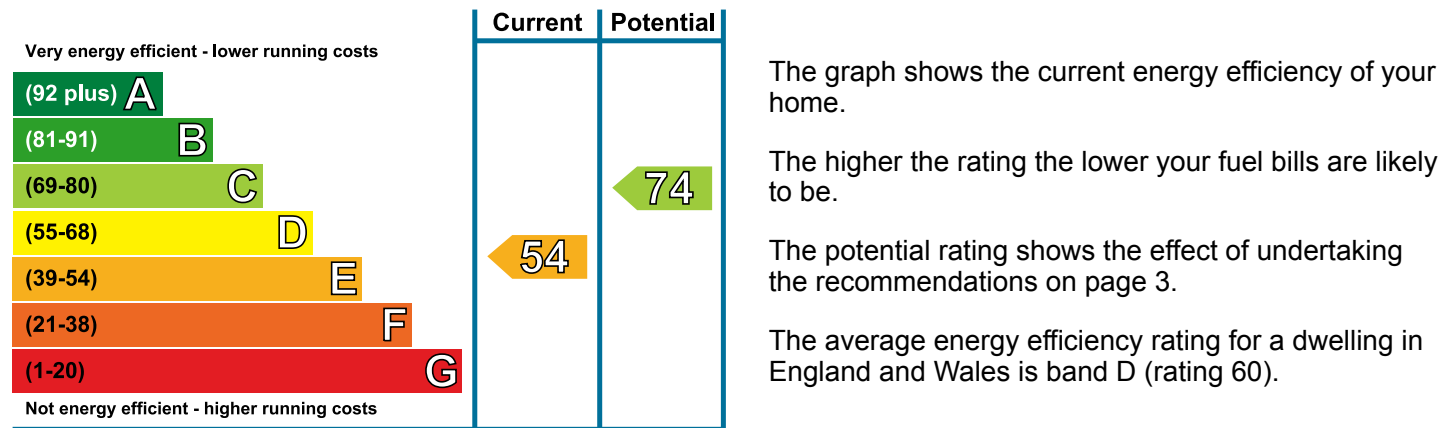 Current Potential
Very energy efficient - lower running costs
(92 plus) A
(81-91) B
(69-80) C
(55-68) D
(39-54) E
(21-38) F
(1-20) G
Not energy efficient - higher running costs
54
74
The graph shows the current energy efficiency of your
home.
The higher the rating the lower your fuel bills are likely
to be.
The potential rating shows the effect of undertaking
the recommendations on page 3.
The average energy efficiency rating for a dwelling in
England and Wales is band D (rating 60).